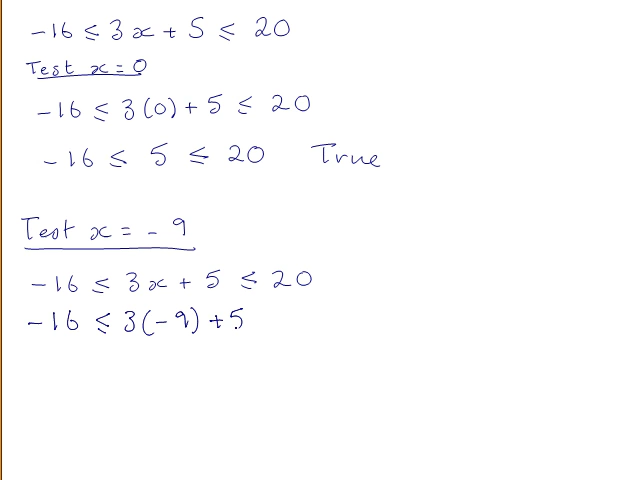 -16 ≤ 3x + 5 ≤ 20
Test x = 0
-16 ≤ 3(0) + 5 ≤ 20
-16 ≤ 5 ≤ 20 True
Test x = -9
-16 ≤ 3x + 5 ≤ 20
-16 ≤ 3(-9) + 5